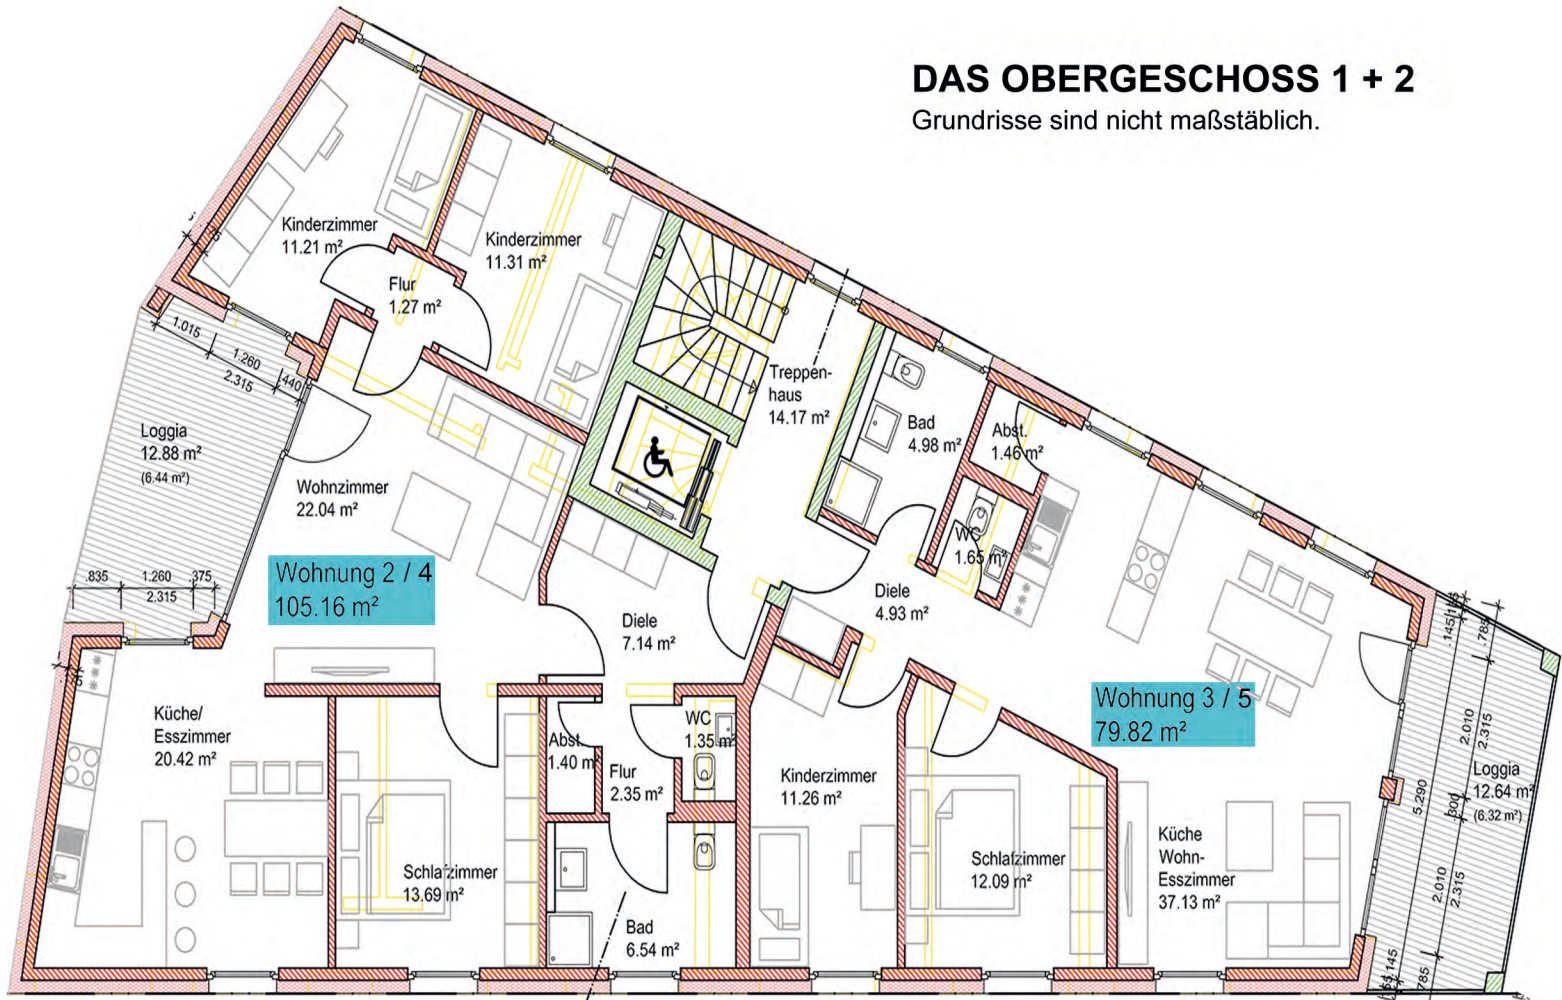 DAS OBERGESCHOSS 1 + 2
Grundrisse sind nicht maßstäblich.
Kinderzimmer
11.21 m²
Kinderzimmer
11.31 m²
Flur
1.27 m²
1.015
1.260
2.315
440
Loggia
12.88 m²
(6.44 m²)
Wohnzimmer
22.04 m²
.835
1.260
.375
2.315
Wohnung 2 / 4
105.16 m²
Treppen-
haus
14.17 m²
Bad
4.98 m²
Abst.
1.46 m²
WC
1.65 m²
Diele
4.93 m²
Diele
7.14 m²
Küche/
Esszimmer
20.42 m²
Schlafzimmer
13.69 m²
Abst.
1.40 m²
Flur
2.35 m²
WC
1.35 m²
Bad
6.54 m²
Kinderzimmer
11.26 m²
Schlafzimmer
12.09 m²
Wohnung 3 / 5
79.82 m²
Küche
Wohn-
Esszimmer
37.13 m²
Loggia
12.64 m²
(6.32 m²)
.785
2.010
2.315
5.290
.300
2.010
2.315
.145
.785